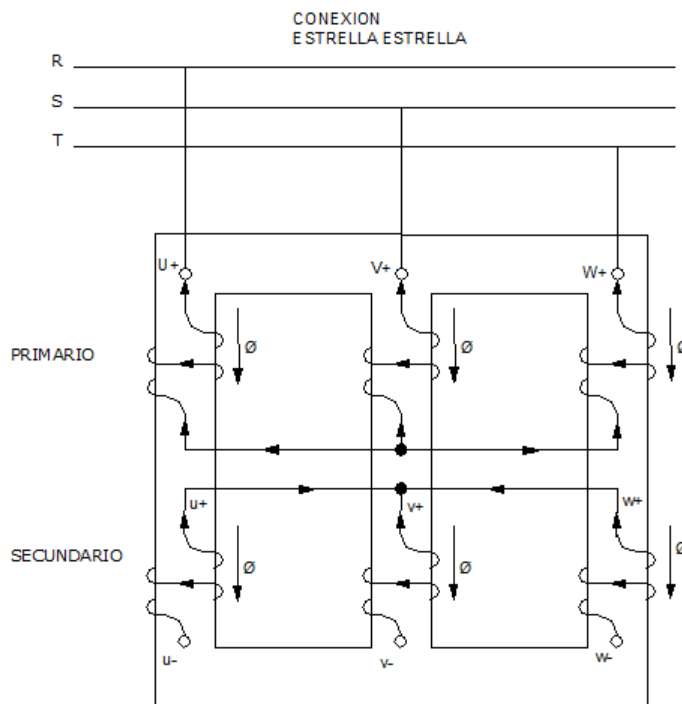 CONEXION
ESTRELLA ESTRELLA
R
S
T
U+ V+ W+
PRIMARIO Ø Ø Ø
u+ v+ w+
SECUNDARIO Ø Ø Ø
u- v- w-